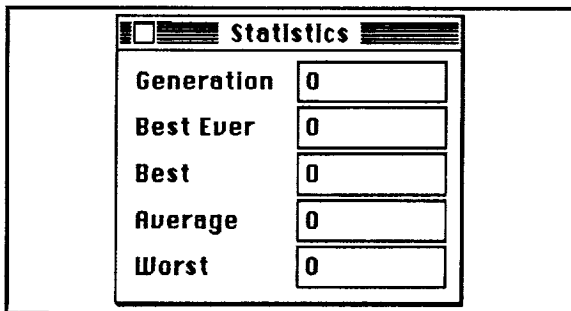 Statistics
Generation 0
Best Ever 0
Best 0
Average 0
Worst 0